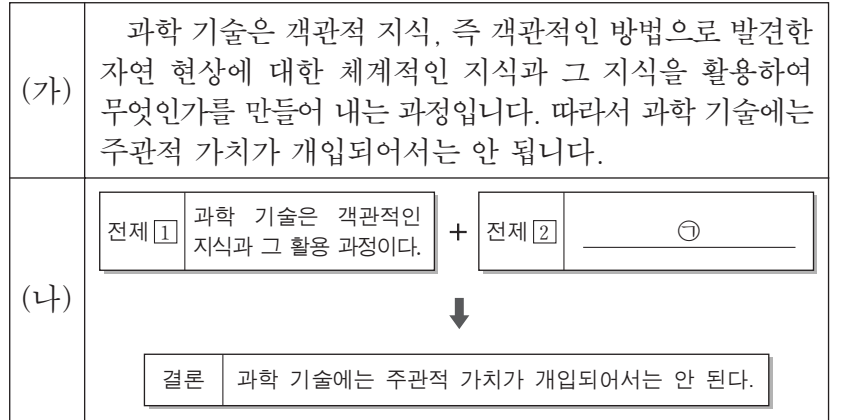 (가)
과학 기술은 객관적 지식, 즉 객관적인 방법으로 발견한
자연 현상에 대한 체계적인 지식과 그 지식을 활용하여
무엇인가를 만들어 내는 과정입니다. 따라서 과학 기술에는
주관적 가치가 개입되어서는 안 됩니다.
(나)
전제 1
과학 기술은 객관적인
지식과 그 활용 과정이다.
+
전제 2
㉠
결론
과학 기술에는 주관적 가치가 개입되어서는 안 된다.